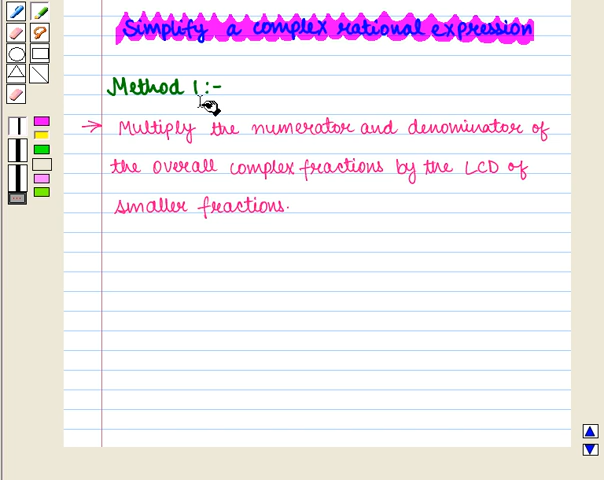 Simplify a complex rational expression
Method 1:-
→ Multiply the numerator and denominator of
the overall complex fractions by the LCD of
smaller fractions.